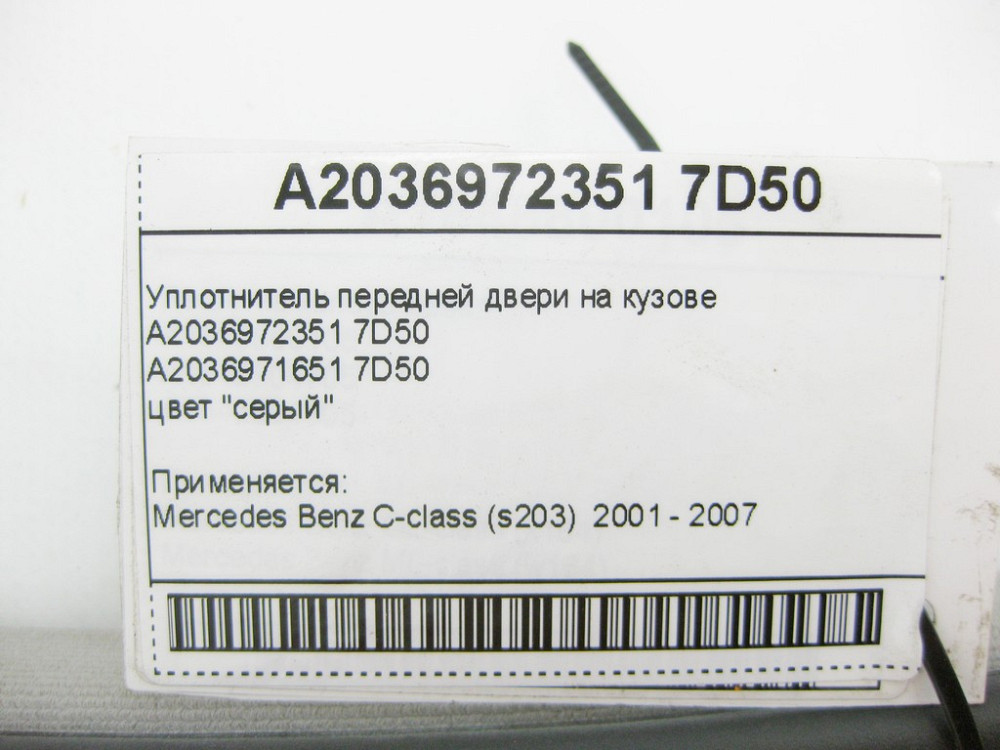 A2036972351 7D50
Уплотнитель передней двери на кузове
A2036972351 7D50
A2036971651 7D50
цвет "серый"
Применяется:
Mercedes Benz C-class (s203) 2001 - 2007